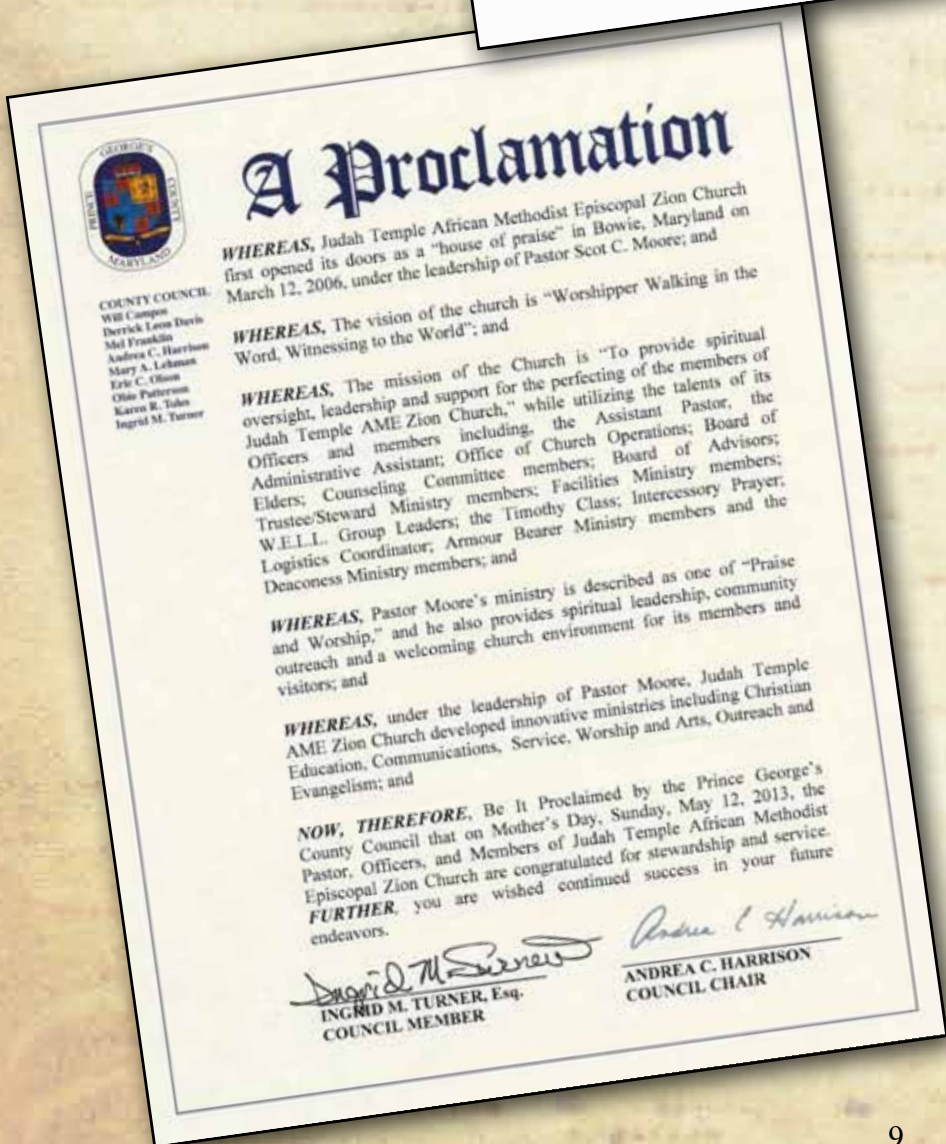 A Proclamation
PRINCE
GEORGE'S
COUNTY
MARYLAND
COUNTY COUNCIL
Will Campos
Derrick Leon Davis
Mel Franklin
Andrea C. Harrison
Mary A. Lehman
Eric C. Olson
Obie Patterson
Karen R. Toles
Ingrid M. Turner
WHEREAS, Judah Temple African Methodist Episcopal Zion Church
first opened its doors as a "house of praise" in Bowie, Maryland on
March 12, 2006, under the leadership of Pastor Scot C. Moore; and
WHEREAS, The vision of the church is "Worshipper Walking in the
Word, Witnessing to the World"; and
WHEREAS, The mission of the Church is "To provide spiritual
oversight, leadership and support for the perfecting of the members of
Judah Temple AME Zion Church," while utilizing the talents of its
Officers and members including, the Assistant Pastor, the
Administrative Assistant; Office of Church Operations; Board of
Elders; Counseling Committee members; Board of Advisors;
Trustee/Steward Ministry members; Facilities Ministry members;
W.E.L.L. Group Leaders; the Timothy Class; Intercessory Prayer;
Logistics Coordinator; Armour Bearer Ministry members and the
Deaconess Ministry members; and
WHEREAS, Pastor Moore's ministry is described as one of "Praise
and Worship," and he also provides spiritual leadership, community
outreach and a welcoming church environment for its members and
visitors; and
WHEREAS, under the leadership of Pastor Moore, Judah Temple
AME Zion Church developed innovative ministries including Christian
Education, Communications, Service, Worship and Arts, Outreach and
Evangelism; and
NOW, THEREFORE, Be It Proclaimed by the Prince George's
County Council that on Mother's Day, Sunday, May 12, 2013, the
Pastor, Officers, and Members of Judah Temple African Methodist
Episcopal Zion Church are congratulated for stewardship and service.
FURTHER, you are wished continued success in your future
endeavors.
Ingrid M. Turner
INGRID M. TURNER, Esq.
COUNCIL MEMBER
Andrea C Harrison
ANDREA C. HARRISON
COUNCIL CHAIR
9